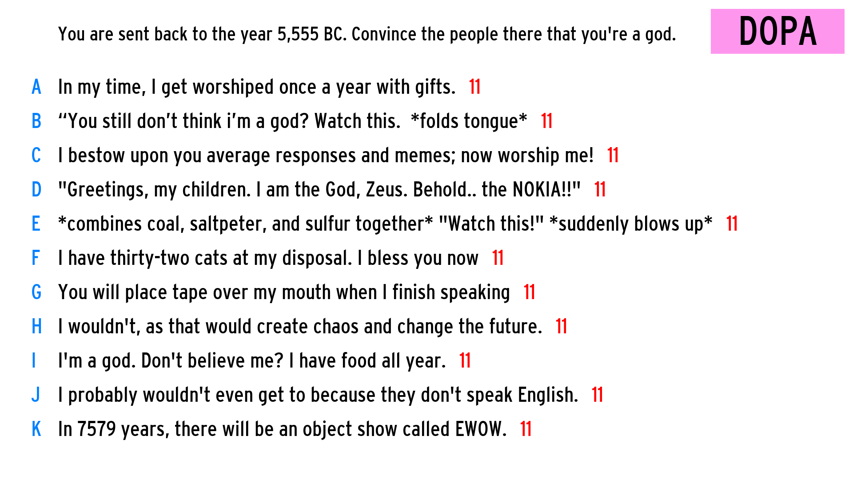 You are sent back to the year 5,555 BC. Convince the people there that you're a god.
DOPA
A In my time, I get worshiped once a year with gifts. 11
B “You still don’t think i’m a god? Watch this. *folds tongue* 11
C I bestow upon you average responses and memes; now worship me! 11
D "Greetings, my children. I am the God, Zeus. Behold.. the NOKIA!!" 11
E *combines coal, saltpeter, and sulfur together* "Watch this!" *suddenly blows up* 11
F I have thirty-two cats at my disposal. I bless you now 11
G You will place tape over my mouth when I finish speaking 11
H I wouldn't, as that would create chaos and change the future. 11
I I'm a god. Don't believe me? I have food all year. 11
J I probably wouldn't even get to because they don't speak English. 11
K In 7579 years, there will be an object show called EWOW. 11